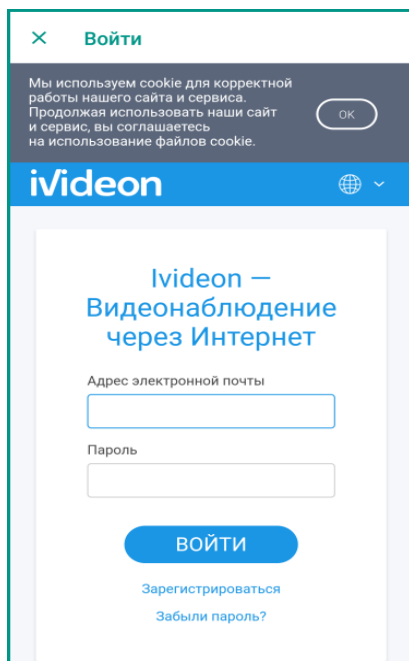 Войти
Мы используем cookie для корректной
работы нашего сайта и сервиса.
Продолжая использовать наши сайт
и сервис, вы соглашаетесь
на использование файлов cookie.
ОК
iVideon
Ivideon —
Видеонаблюдение
через Интернет
Адрес электронной почты
Пароль
ВОЙТИ
Зарегистрироваться
Забыли пароль?